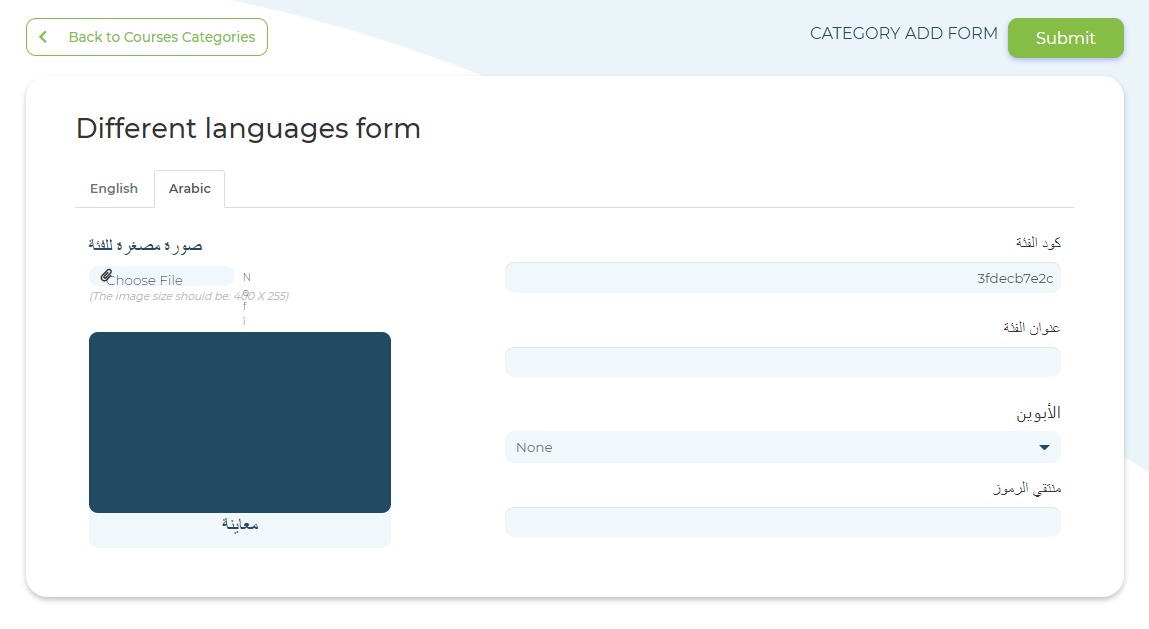 Back to Courses Categories
CATEGORY ADD FORM
Submit
Different languages form
English
Arabic
صورة مصغرة للفئة
Choose File
N
o
f
i
(The image size should be: 400 X 255)
معاينة
كود الفئة
3fdecb7e2c
عنوان الفئة
الأبوين
None
منتقي الرموز